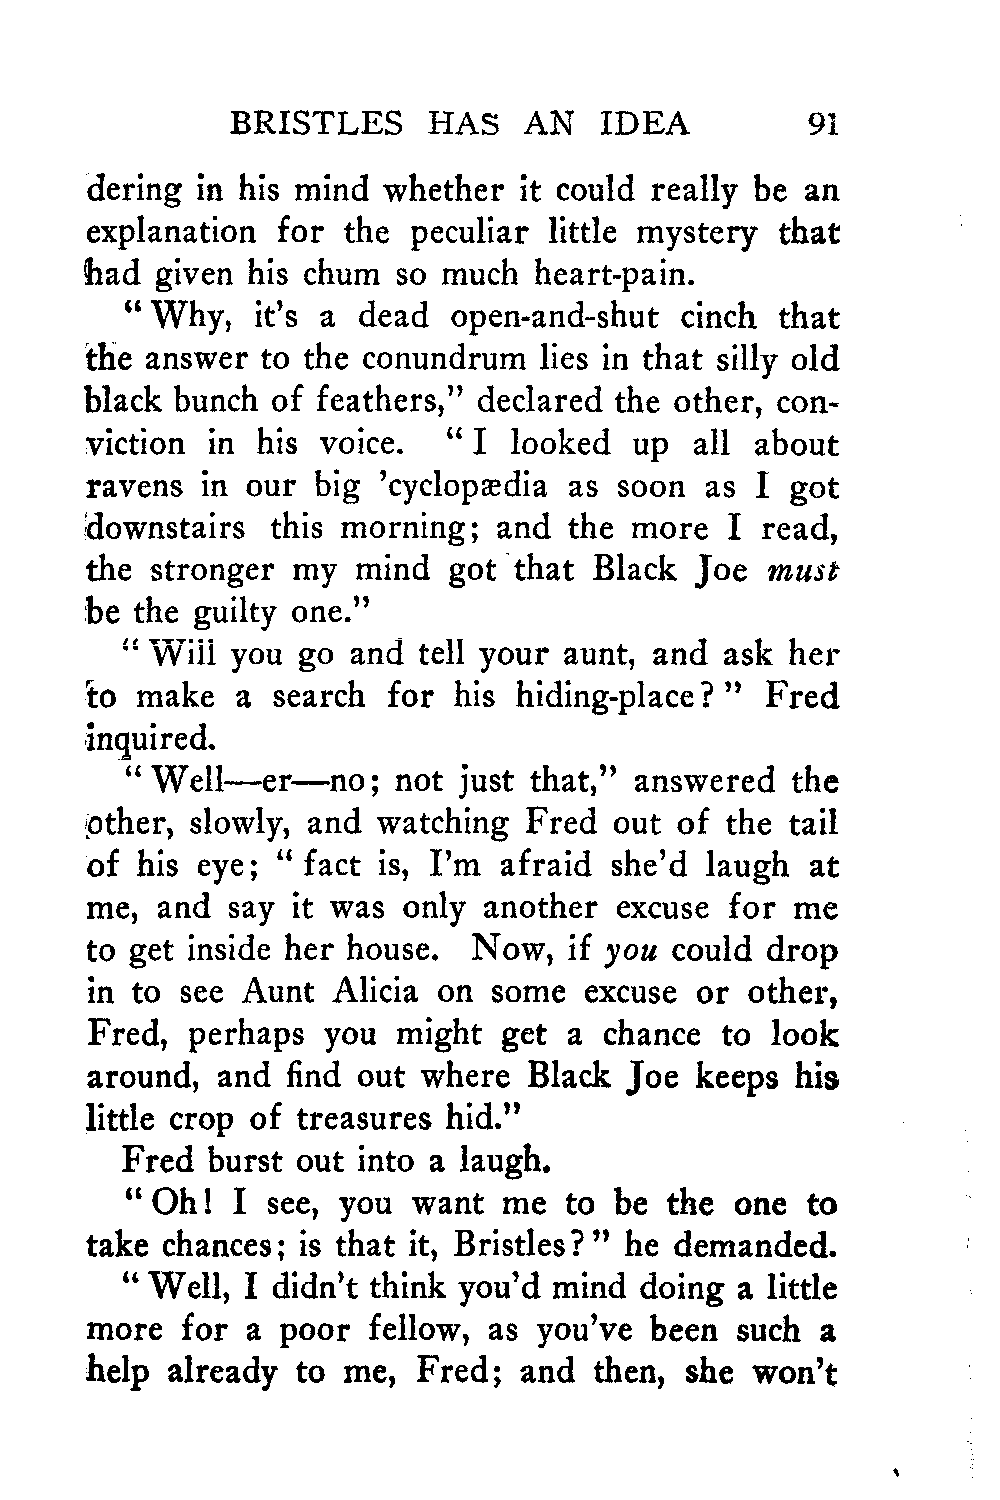 BRISTLES HAS AN IDEA 91
dering in his mind whether it could really be an
explanation for the peculiar little mystery that
had given his chum so much heart-pain.
“ Why, it’s a dead open-and-shut cinch that
the answer to the conundrum lies in that silly old
black bunch of feathers,” declared the other, con-
viction in his voice. “ I looked up all about
ravens in our big ’cyclopædia as soon as I got
downstairs this morning; and the more I read,
the stronger my mind got that Black Joe must
be the guilty one.”
“ Will you go and tell your aunt, and ask her
to make a search for his hiding-place? ” Fred
inquired.
“ Well—er—no; not just that,” answered the
other, slowly, and watching Fred out of the tail
of his eye; “ fact is, I’m afraid she’d laugh at
me, and say it was only another excuse for me
to get inside her house. Now, if you could drop
in to see Aunt Alicia on some excuse or other,
Fred, perhaps you might get a chance to look
around, and find out where Black Joe keeps his
little crop of treasures hid.”
Fred burst out into a laugh.
“ Oh! I see, you want me to be the one to
take chances; is that it, Bristles? ” he demanded.
“ Well, I didn’t think you’d mind doing a little
more for a poor fellow, as you’ve been such a
help already to me, Fred; and then, she won’t